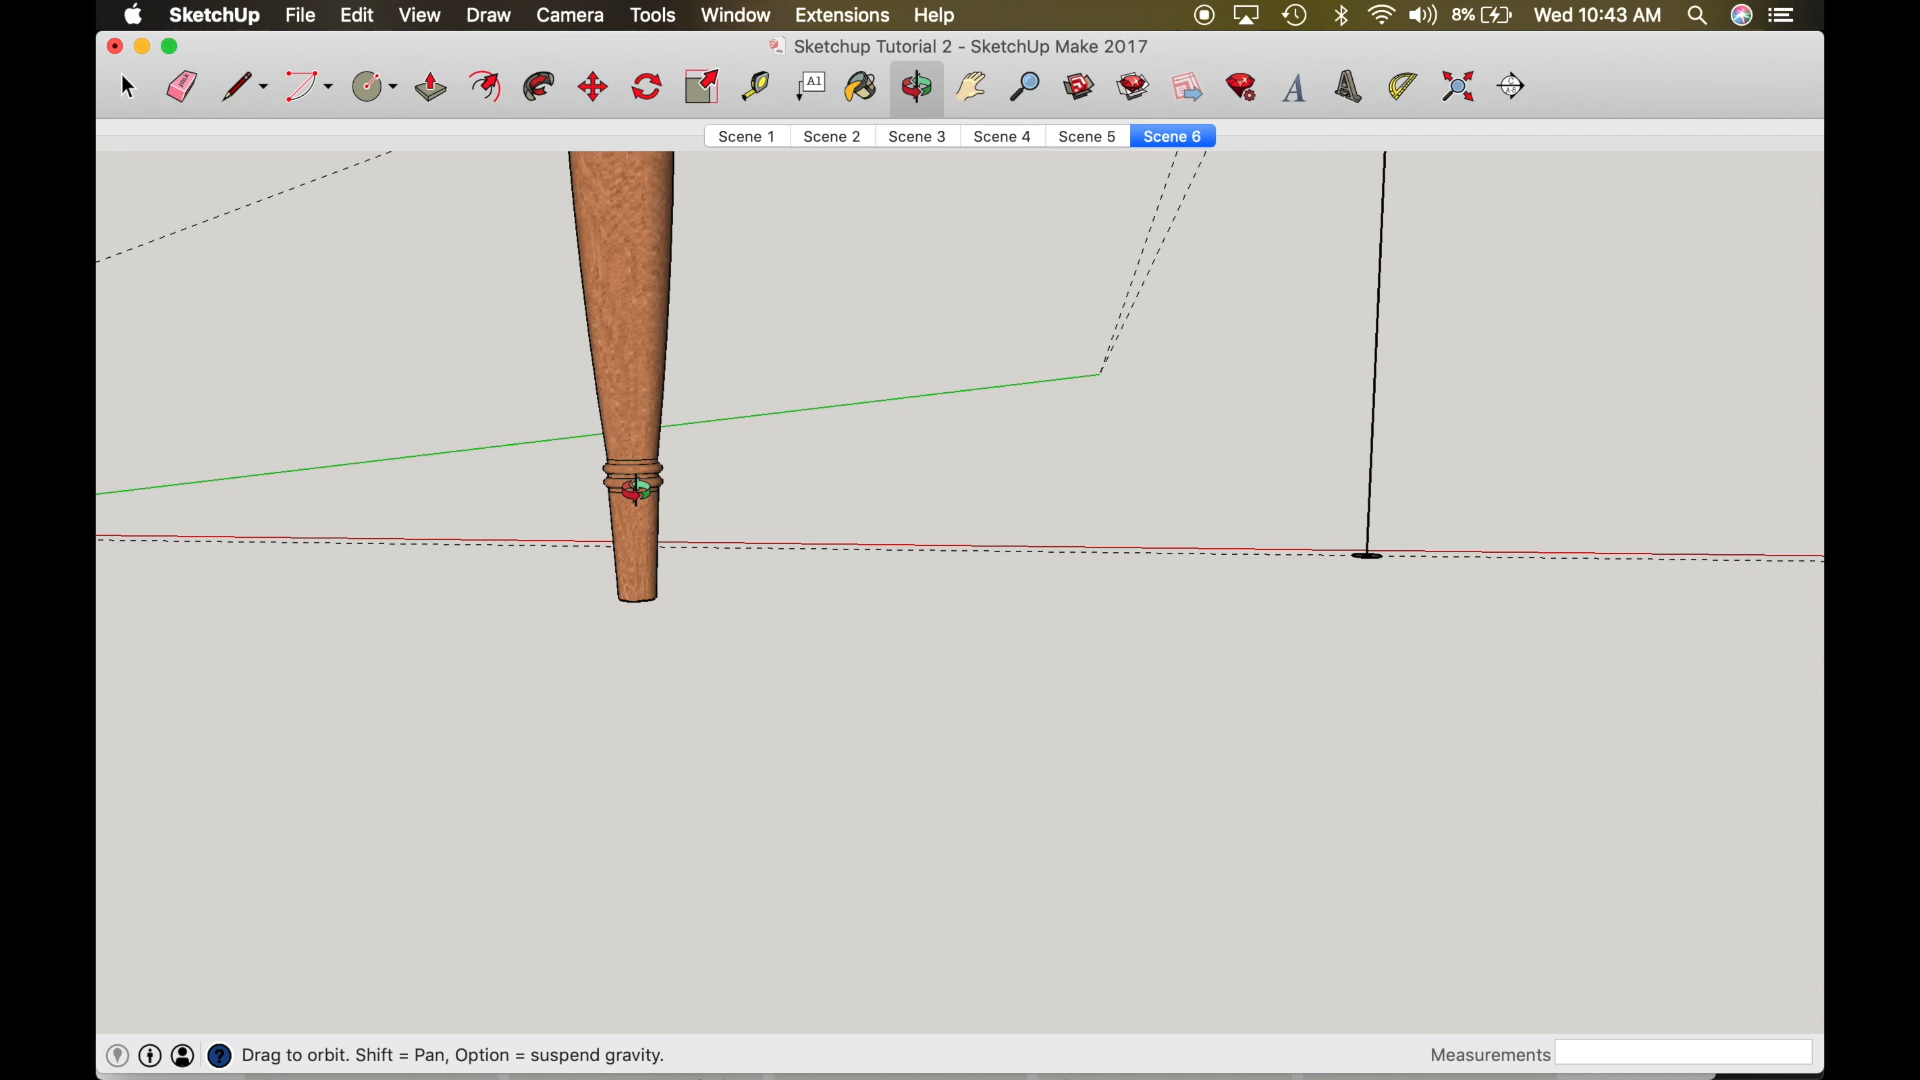 SketchUp File Edit View Draw Camera Tools Window Extensions Help 8% Wed 10:43 AM
Sketchup Tutorial 2 - SketchUp Make 2017
A1 A
Scene 1 Scene 2 Scene 3 Scene 4 Scene 5 Scene 6
Drag to orbit. Shift = Pan, Option = suspend gravity. Measurements